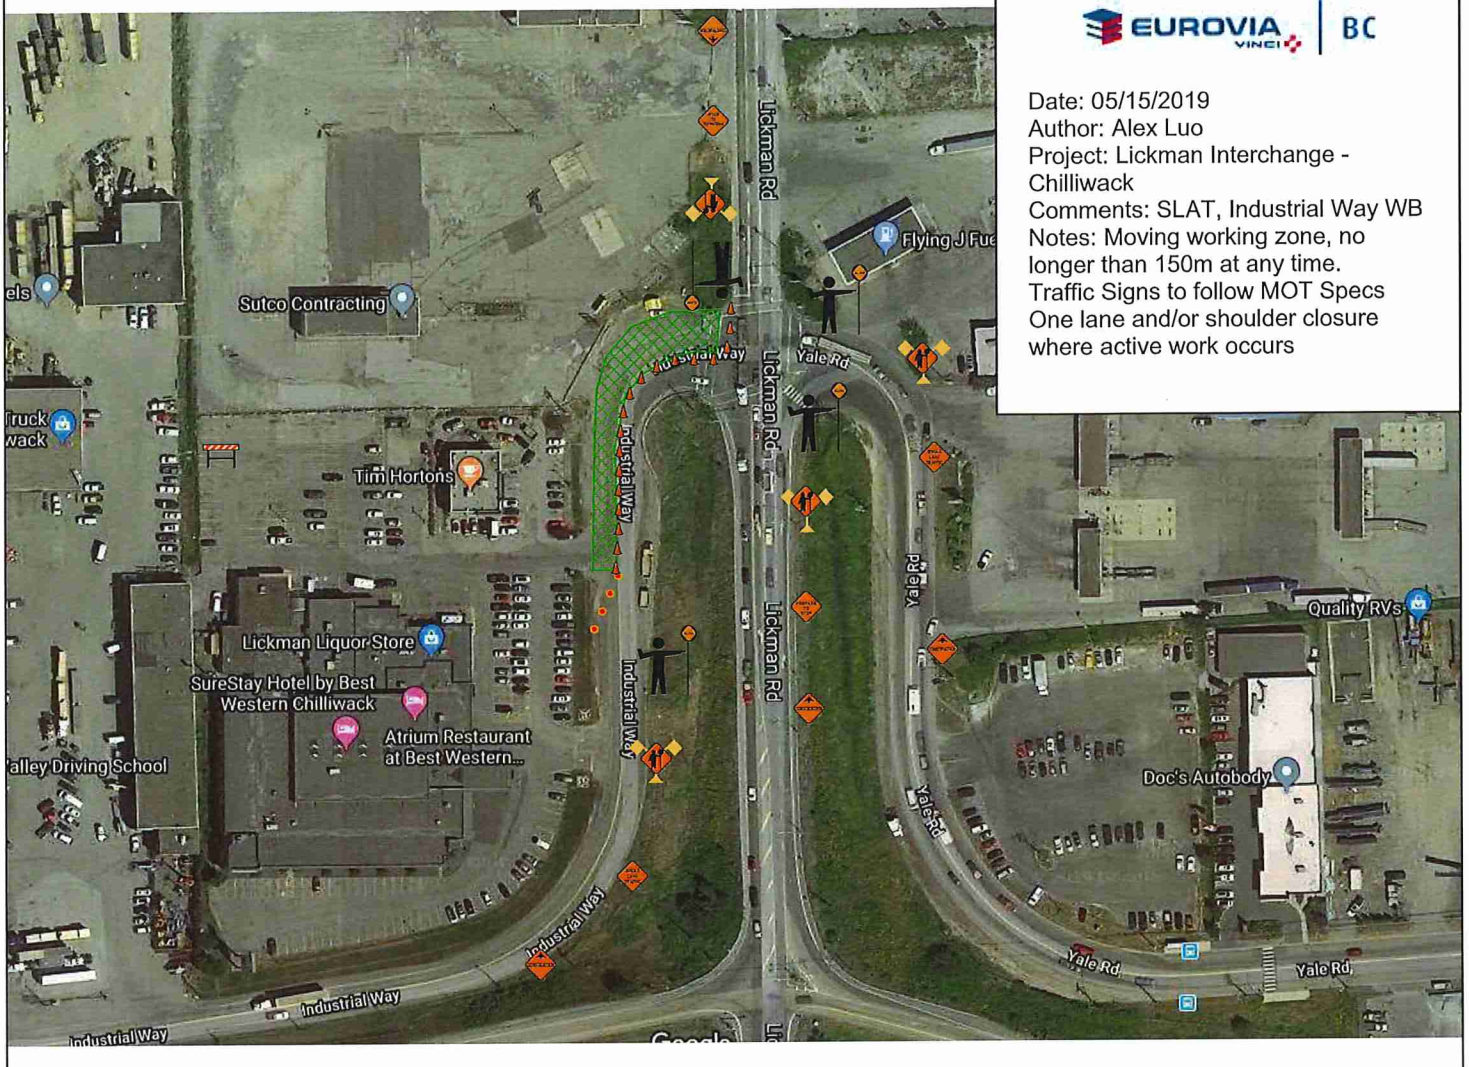 EUROVIA
VINCI
BC
Date: 05/15/2019
Author: Alex Luo
Project: Lickman Interchange -
Chilliwack
Comments: SLAT, Industrial Way WB
Notes: Moving working zone, no
longer than 150m at any time.
Traffic Signs to follow MOT Specs
One lane and/or shoulder closure
where active work occurs
Lickman Rd
Flying J Fue
els
Sutco Contracting
Industrial Way
Yale Rd
Lickman Rd
Truck
wack
Tim Hortons
Industrial Way
Yale Rd
Lickman Rd
PREPARE
TO
STOP
Quality RVs
Lickman Liquor Store
SureStay Hotel by Best
Western Chilliwack
Industrial Way
Atrium Restaurant
at Best Western...
alley Driving School
Doc's Autobody
Yale Rd
Industrial Way
Yale Rd
Yale Rd
Industrial Way
Industrial Way
Google
Lic